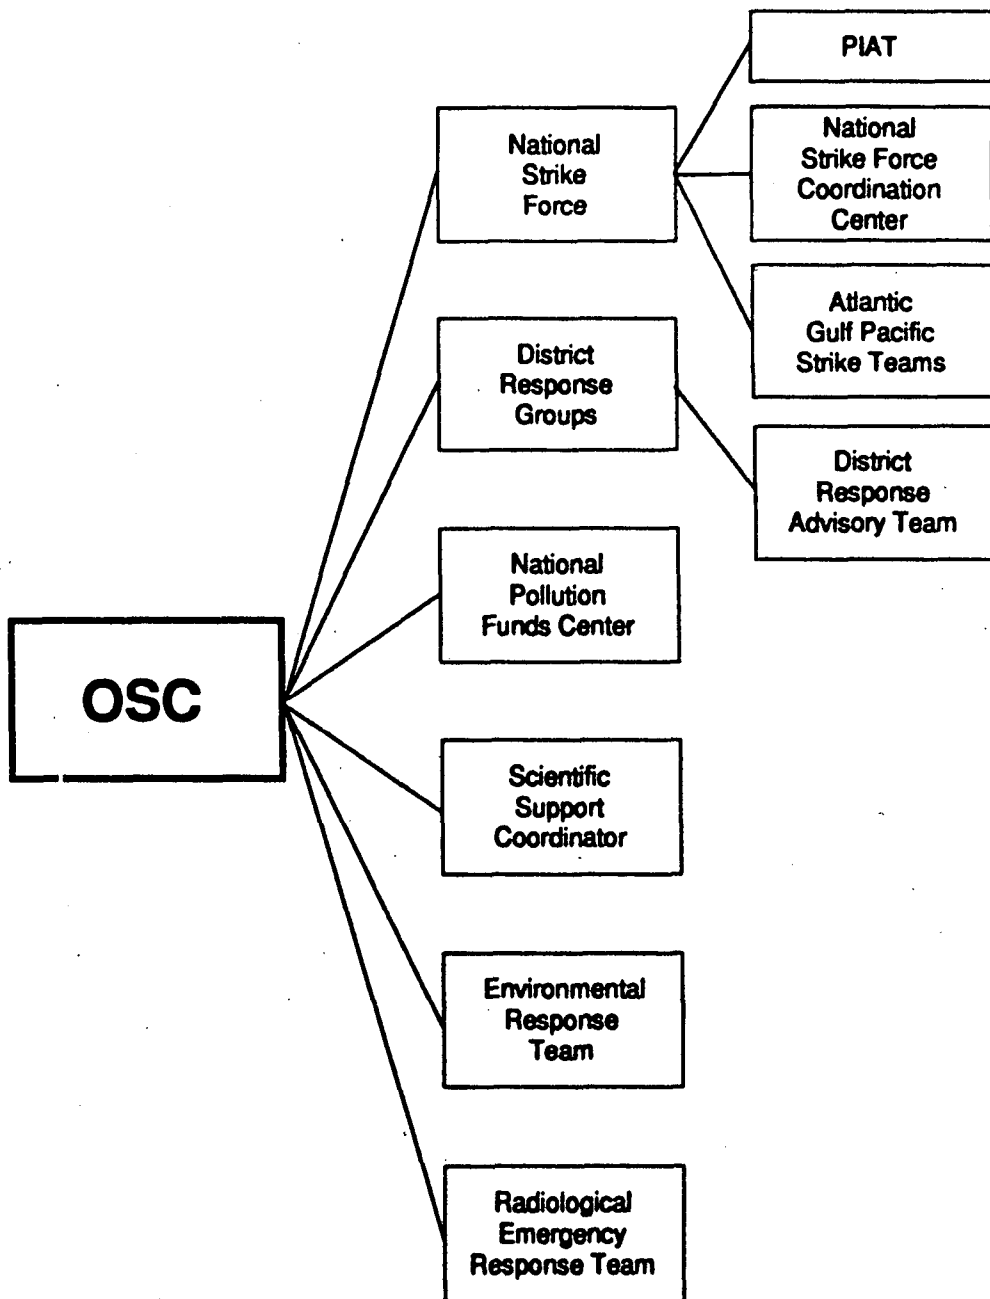 PIAT
National
Strike Force
Coordination
Center
National
Strike
Force
Atlantic
Gulf Pacific
Strike Teams
District
Response
Groups
District
Response
Advisory Team
National
Pollution
Funds Center
OSC
Scientific
Support
Coordinator
Environmental
Response
Team
Radiological
Emergency
Response Team